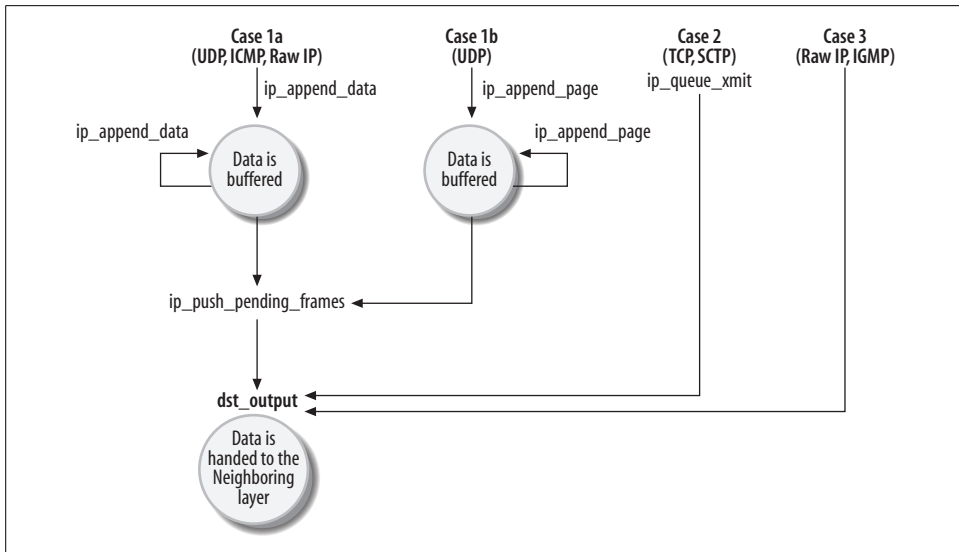 Case 1a
(UDP, ICMP, Raw IP)
Case 1b
(UDP)
Case 2
(TCP, SCTP)
Case 3
(Raw IP, IGMP)
ip_append_data
ip_append_page
ip_queue_xmit
ip_append_data
ip_append_page
Data is
buffered
Data is
buffered
ip_push_pending_frames
dst_output
Data is
handed to the
Neighboring
layer